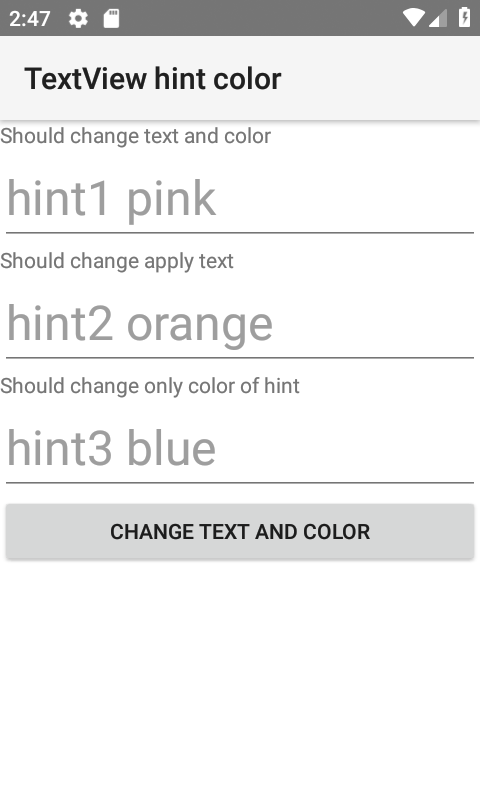 2:47
TextView hint color
Should change text and color
hint1 pink
Should change apply text
hint2 orange
Should change only color of hint
hint3 blue
CHANGE TEXT AND COLOR